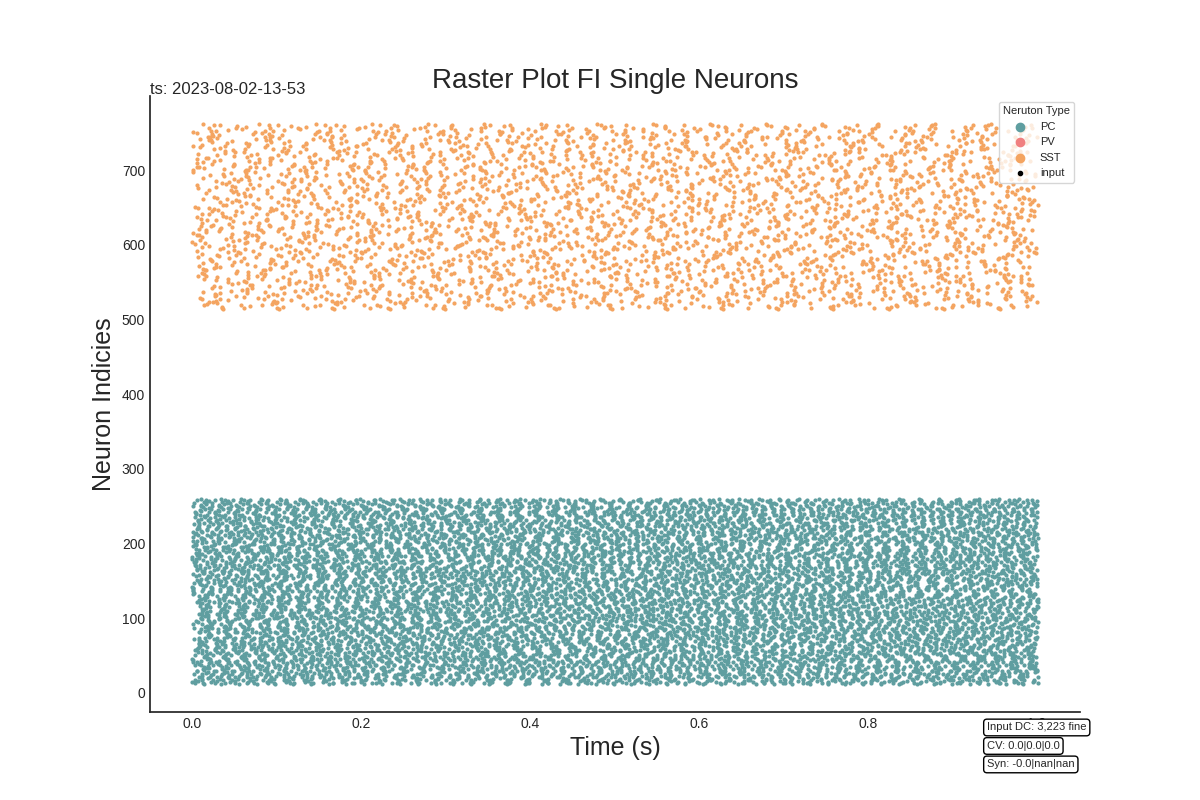 Raster Plot FI Single Neurons
ts: 2023-08-02-13-53
Neruton Type
PC
PV
SST
input
Neuron Indicies
700
600
500
400
300
200
100
0
0.0 0.2 0.4 0.6 0.8
Time (s)
Input DC: 3,223 fine
CV: 0.0|0.0|0.0
Syn: -0.0|nan|nan